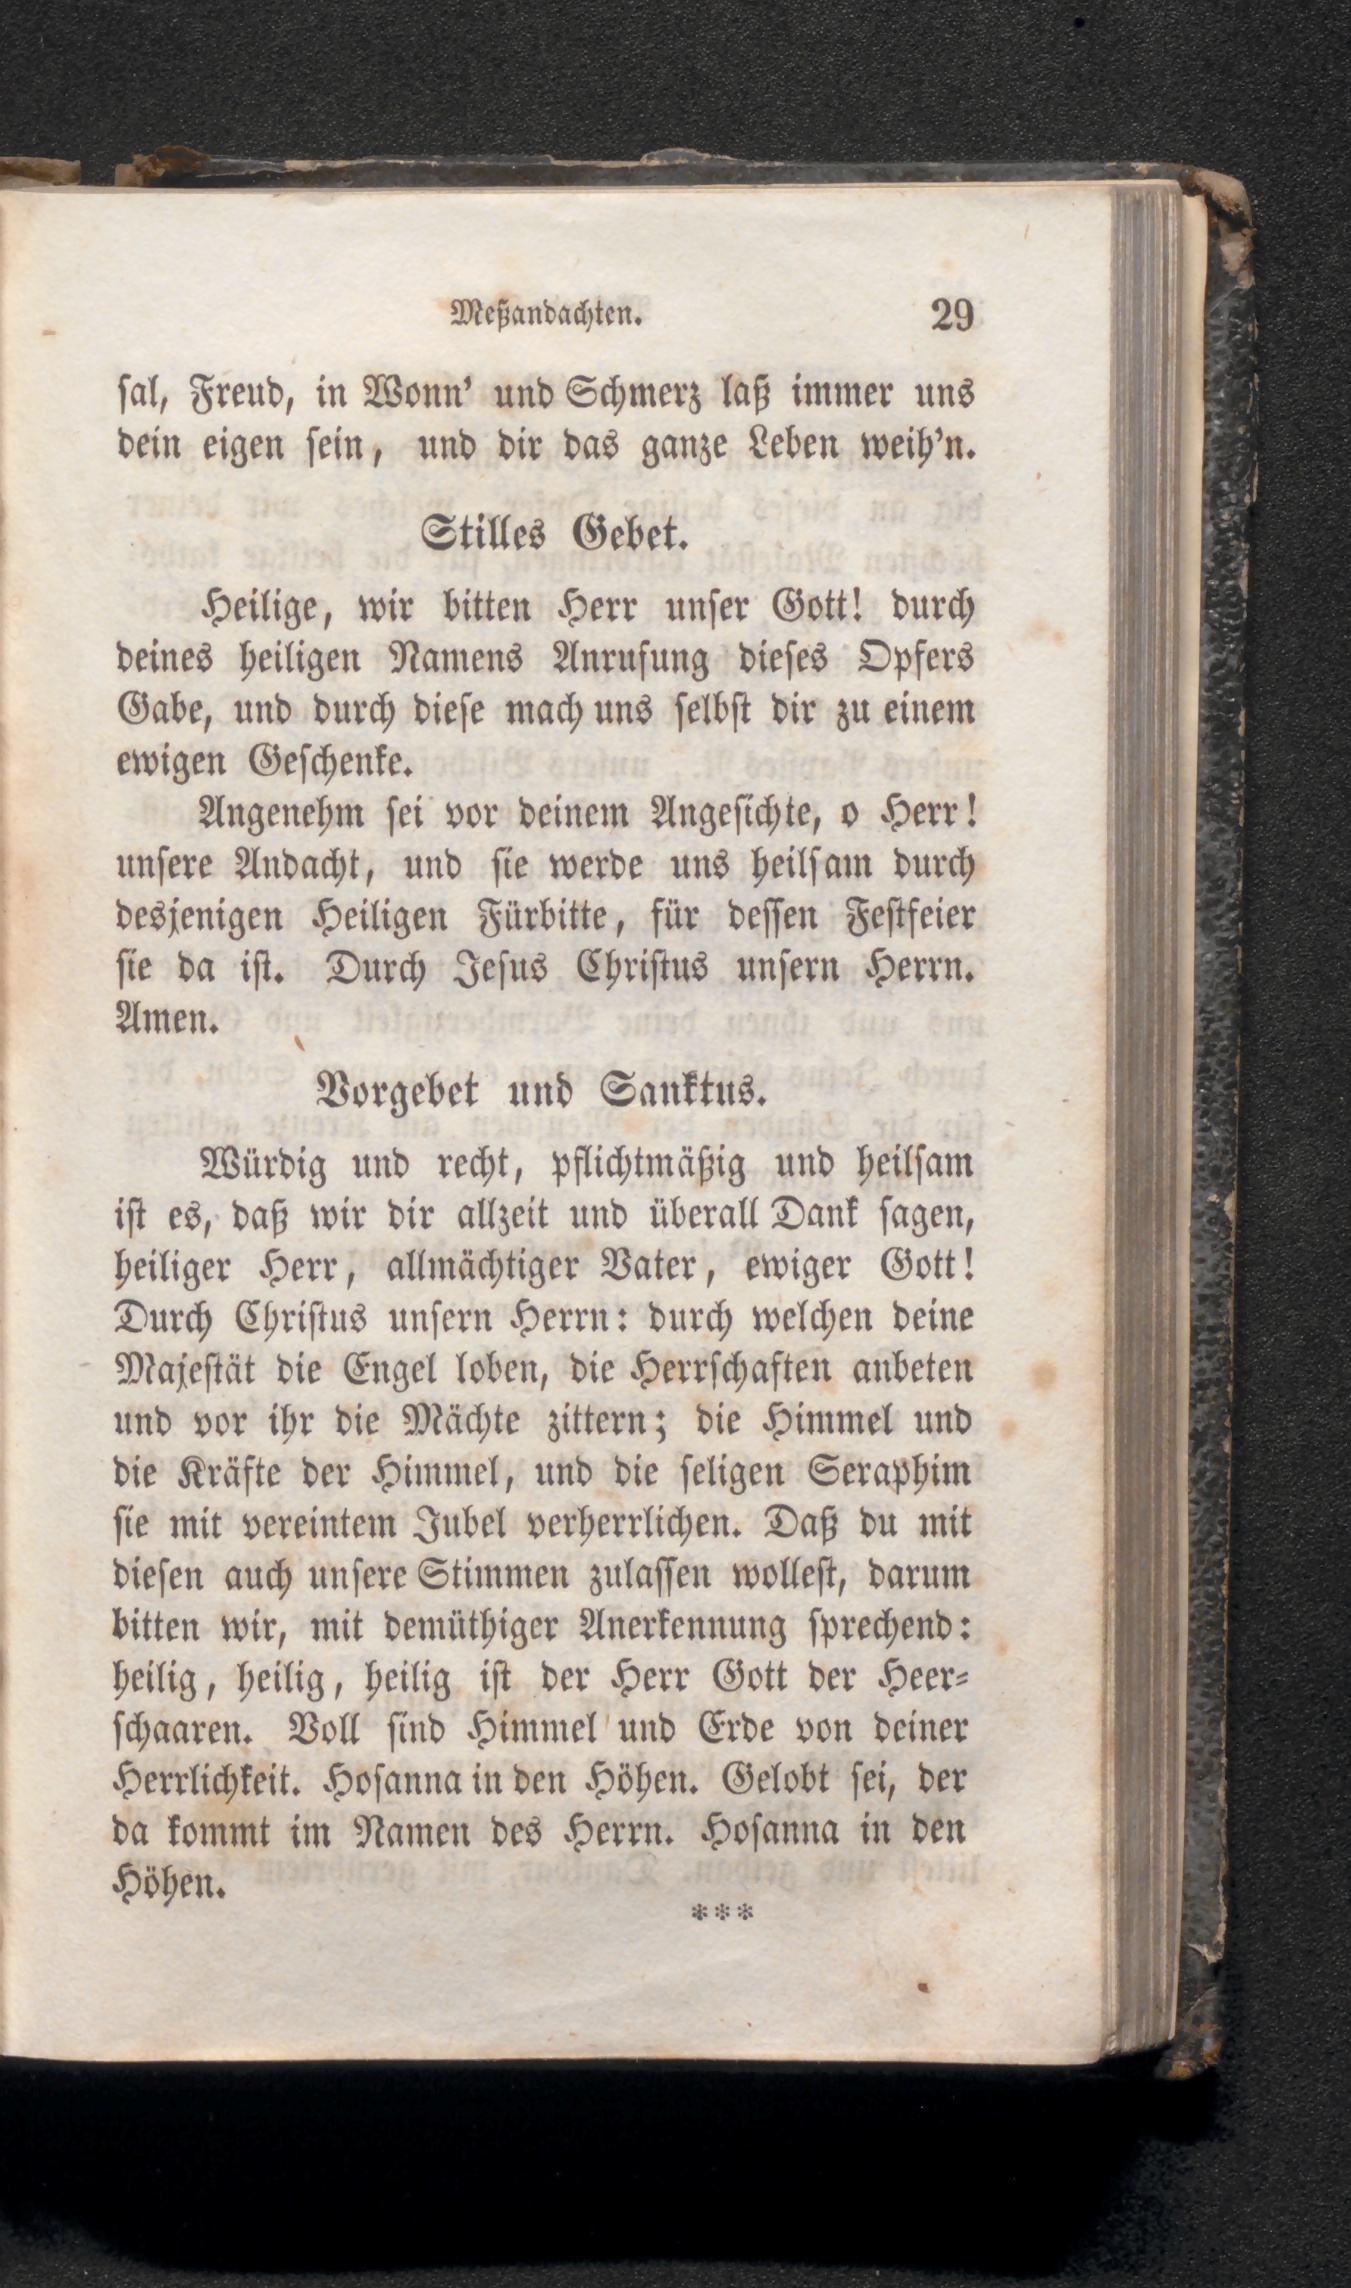 Meßandachten. 29
sal, Freud, in Wonn' und Schmerz laß immer uns
dein eigen sein, und dir das ganze Leben weih'n.
Stilles Gebet.
Heilige, wir bitten Herr unser Gott! durch
deines heiligen Namens Anrufung dieses Opfers
Gabe, und durch diese mach uns selbst dir zu einem
ewigen Geschenke.
Angenehm sei vor deinem Angesichte, o Herr!
unsere Andacht, und sie werde uns heilsam durch
desjenigen Heiligen Fürbitte, für dessen Festfeier
sie da ist. Durch Jesus Christus unsern Herrn.
Amen.
Vorgebet und Sanktus.
Würdig und recht, pflichtmäßig und heilsam
ist es, daß wir dir allzeit und überall Dank sagen,
heiliger Herr, allmächtiger Vater, ewiger Gott!
Durch Christus unsern Herrn: durch welchen deine
Majestät die Engel loben, die Herrschaften anbeten
und vor ihr die Mächte zittern; die Himmel und
die Kräfte der Himmel, und die seligen Seraphim
sie mit vereintem Jubel verherrlichen. Daß du mit
diesen auch unsere Stimmen zulassen wollest, darum
bitten wir, mit demüthiger Anerkennung sprechend:
heilig, heilig, heilig ist der Herr Gott der Heer-
schaaren. Voll sind Himmel und Erde von deiner
Herrlichkeit. Hosanna in den Höhen. Gelobt sei, der
da kommt im Namen des Herrn. Hosanna in den
Höhen.
***